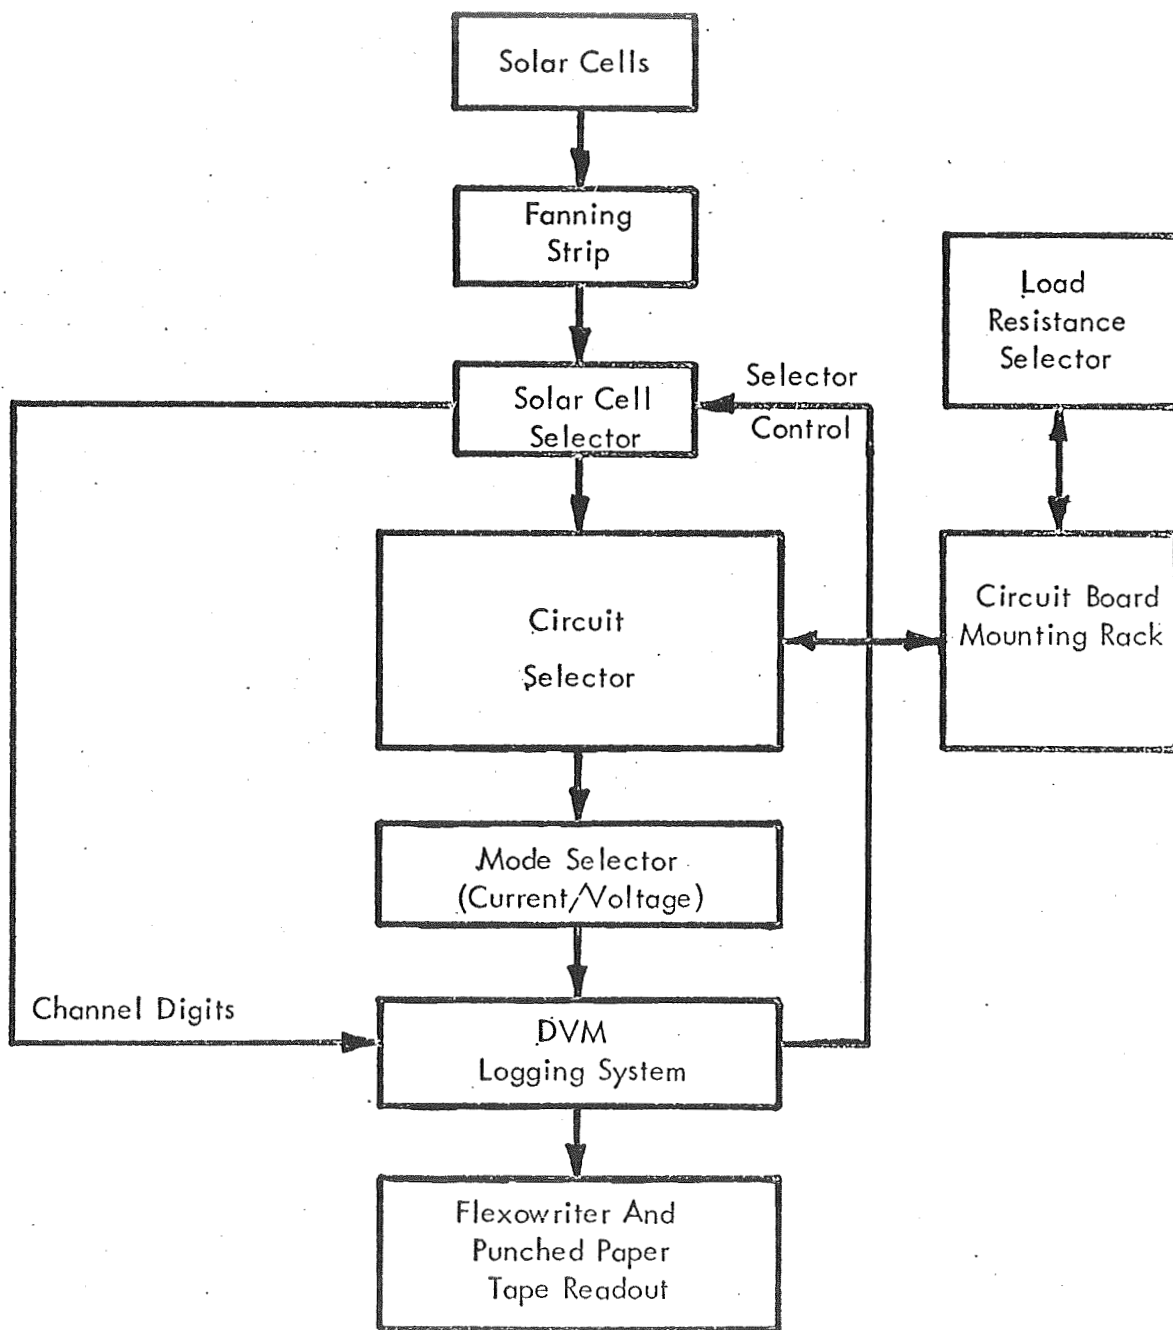 Solar Cells
Fanning
Strip
Load
Resistance
Selector
Selector
Control
Solar Cell
Selector
Circuit
Selector
Circuit Board
Mounting Rack
Mode Selector
(Current/Voltage)
Channel Digits
DVM
Logging System
Flexowriter And
Punched Paper
Tape Readout